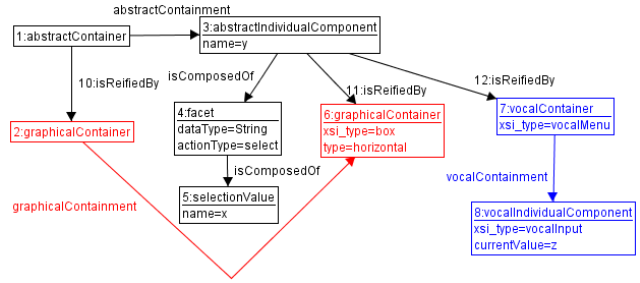 abstractContainment
1:abstractContainer
3:abstractIndividualComponent
name=y
isComposedOf
10:isReifiedBy
11:isReifiedBy
12:isReifiedBy
2:graphicalContainer
4:facet
dataType=String
actionType=select
6:graphicalContainer
xsi_type=box
type=horizontal
7:vocalContainer
xsi_type=vocalMenu
isComposedOf
vocalContainment
5:selectionValue
name=x
graphicalContainment
8:vocalIndividualComponent
xsi_type=vocalInput
currentValue=z